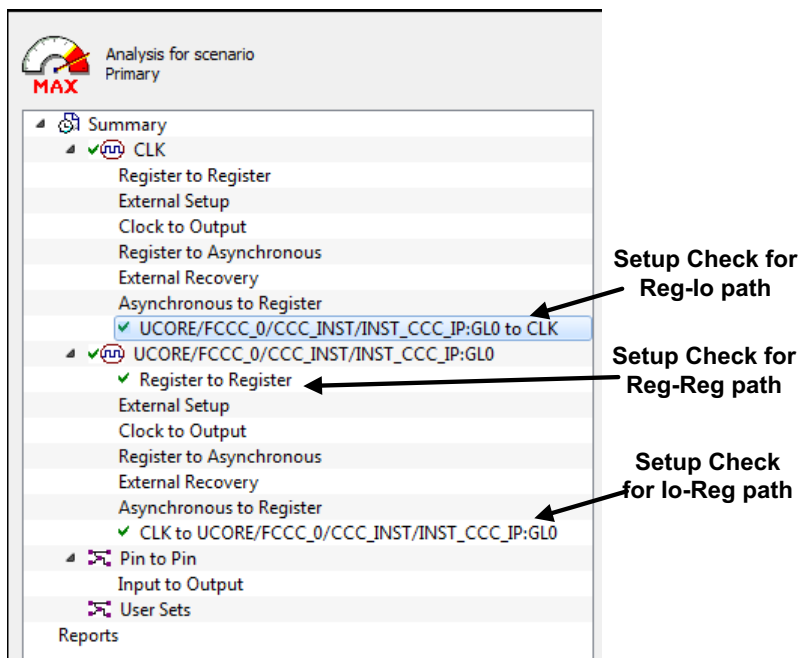 Analysis for scenario
Primary
MAX
Summary
CLK
Register to Register
External Setup
Clock to Output
Register to Asynchronous
External Recovery
Asynchronous to Register
UCORE/FCCC_0/CCC_INST/INST_CCC_IP:GL0 to CLK
UCORE/FCCC_0/CCC_INST/INST_CCC_IP:GL0
Register to Register
External Setup
Clock to Output
Register to Asynchronous
External Recovery
Asynchronous to Register
CLK to UCORE/FCCC_0/CCC_INST/INST_CCC_IP:GL0
Pin to Pin
Input to Output
User Sets
Reports
Setup Check for
Reg-Io path
Setup Check for
Reg-Reg path
Setup Check
for Io-Reg path